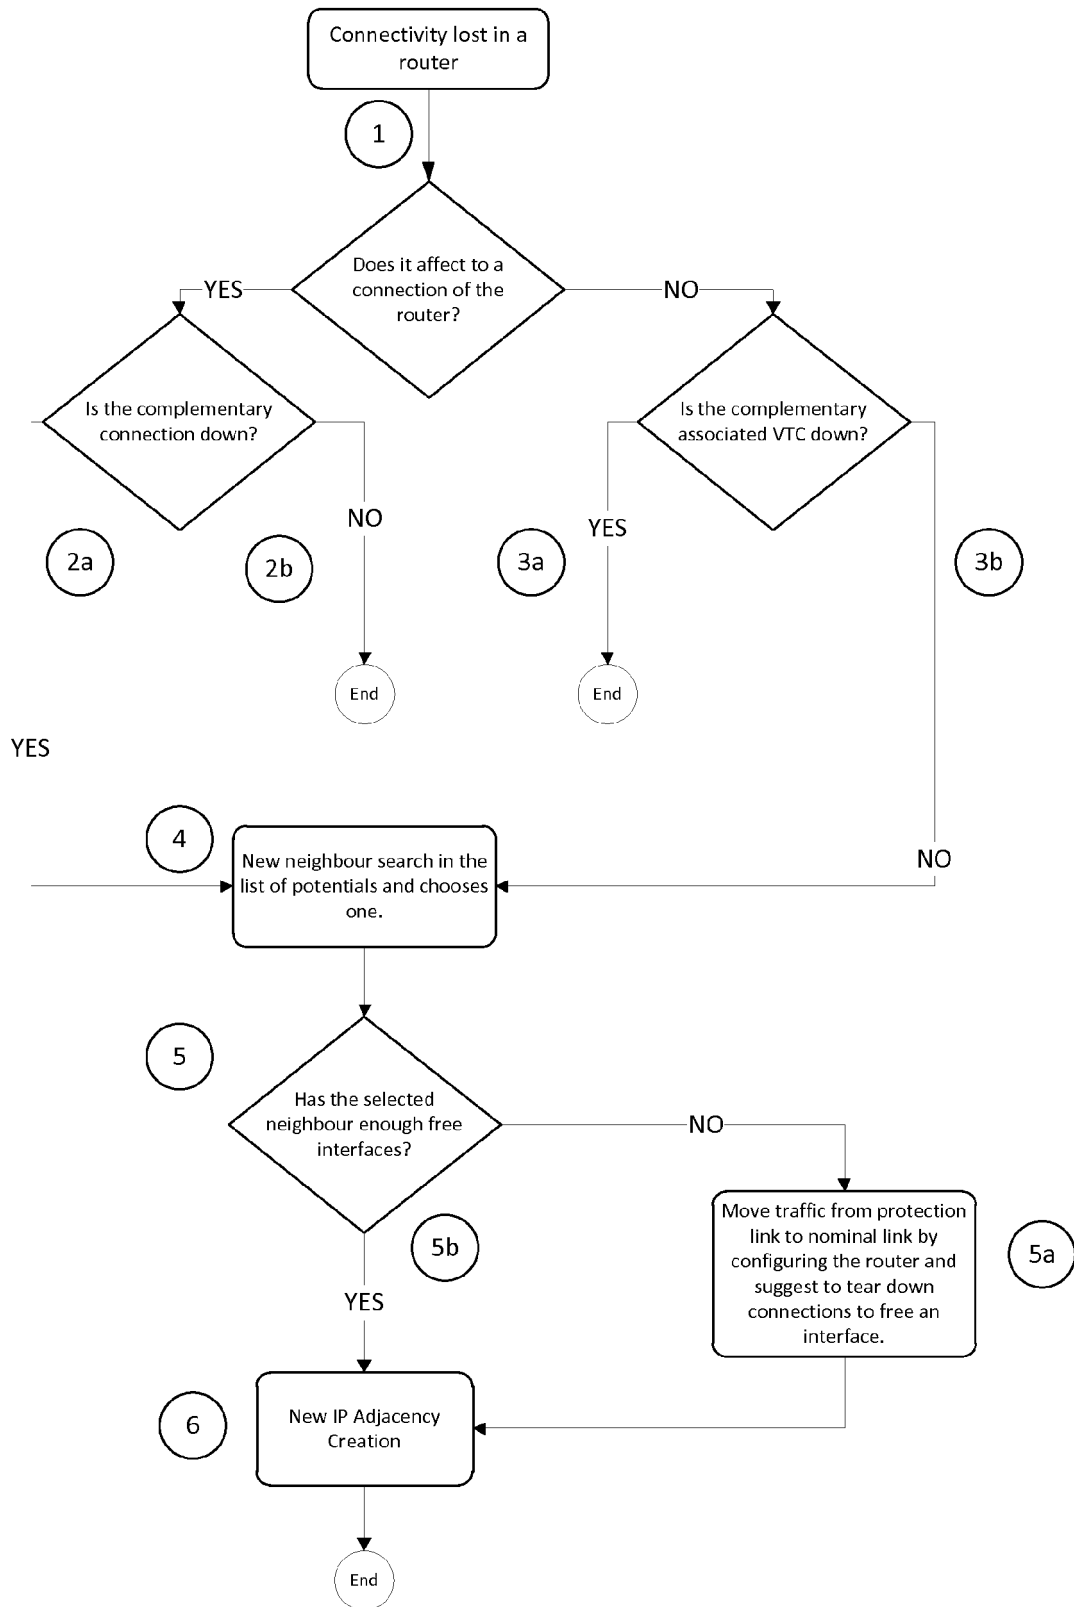 Connectivity lost in a
router
1
Does it affect to a
connection of the
router?
YES
NO
Is the complementary
connection down?
Is the complementary
associated VTC down?
NO
YES
2a
2b
3a
3b
End
End
YES
4
New neighbour search in the
list of potentials and chooses
one.
NO
5
Has the selected
neighbour enough free
interfaces?
NO
5b
Move traffic from protection
link to nominal link by
configuring the router and
suggest to tear down
connections to free an
interface.
5a
YES
6
New IP Adjacency
Creation
End